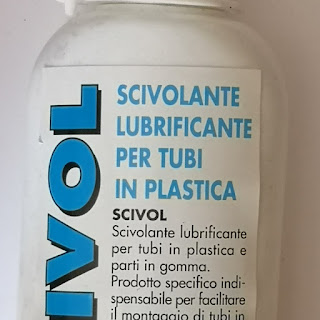 IVOL
SCIVOLANTE
LUBRIFICANTE
PER TUBI
IN PLASTICA
SCIVOL
Scivolante lubrificante
per tubi in plastica e
parti in gomma.
Prodotto specifico indi-
spensabile per facilitare
il montaggio di tubi in